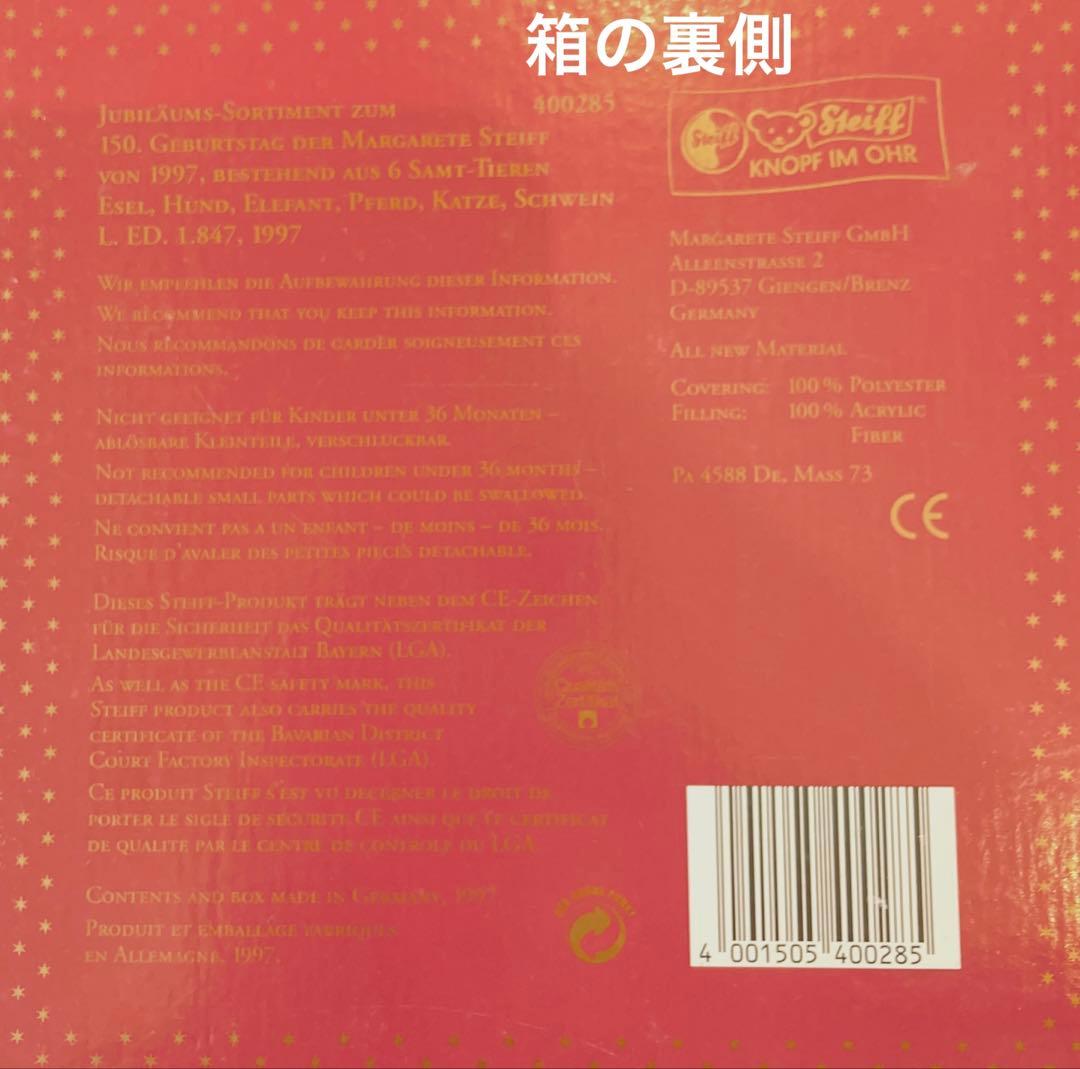 箱の裏側
JUBILÄUMS-SORTIMENT ZUM
150. GEBURTSTAG DER MARGARETE STEIFF
VON 1997, BESTEHEND AUS 6 SAMT-TIEREN
ESEL, HUND, ELEFANT, PFERD, KATZE, SCHWEIN
L. ED. 1.847, 1997
400285
WIR EMPFEHLEN DIE AUFBEWAHRUNG DIESER INFORMATION.
WE RECOMMEND THAT YOU KEEP THIS INFORMATION.
NOUS RECOMMANDONS DE GARDER SOIGNEUSEMENT CES
INFORMATIONS.
NICHT GEEIGNET FÜR KINDER UNTER 36 MONATEN –
ABLÖSBARE KLEINTEILE, VERSCHLUCKBAR.
NOT RECOMMENDED FOR CHILDREN UNDER 36 MONTHS –
DETACHABLE SMALL PARTS WHICH COULD BE SWALLOWED.
NE CONVIENT PAS A UN ENFANT – DE MOINS – DE 36 MOIS.
RISQUE D'AVALER DES PETITES PIECES DETACHABLE.
DIESES STEIFF-PRODUKT TRÄGT NEBEN DEM CE-ZEICHEN
FÜR DIE SICHERHEIT DAS QUALITÄTSZERTIFIKAT DER
LANDESGEWERBEANSTALT BAYERN (LGA).
AS WELL AS THE CE SAFETY MARK, THIS
STEIFF PRODUCT ALSO CARRIES THE QUALITY
CERTIFICATE OF THE BAVARIAN DISTRICT
COURT FACTORY INSPECTORATE (LGA).
CE PRODUIT STEIFF S'EST VU DECERNER LE DROIT DE
PORTER LE SIGLE DE SECURITE CE AINSI QUE LE CERTIFICAT
DE QUALITE PAR LE CENTRE DE CONTROLE DU LGA.
CONTENTS AND BOX MADE IN GERMANY, 1997
PRODUIT ET EMBALLAGE FABRIQUES
EN ALLEMAGNE, 1997.
Qualitäts
Zertifikat
DER GRÜNE PUNKT
Steiff
Steiff
KNOPF IM OHR
MARGARETE STEIFF GMBH
ALLEENSTRASSE 2
D-89537 GIENGEN/BRENZ
GERMANY
ALL NEW MATERIAL
COVERING: 100 % POLYESTER
FILLING: 100 % ACRYLIC
FIBER
PA 4588 DE, MASS 73
CE
4 001505 400285